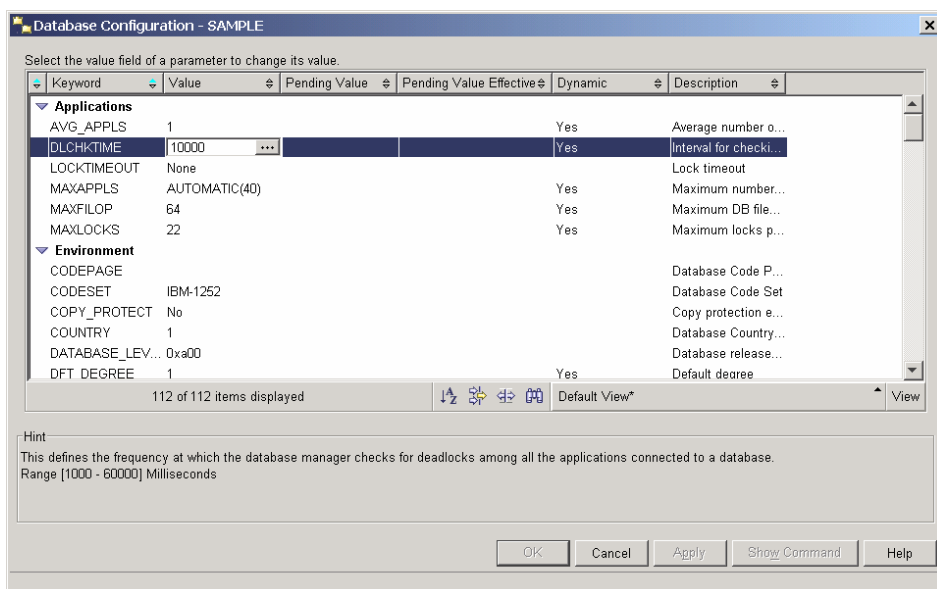 Database Configuration - SAMPLE
Select the value field of a parameter to change its value.
Keyword Value Pending Value Pending Value Effective Dynamic Description
Applications
AVG_APPLS 1 Yes Average number o...
DLCHKTIME 10000 ... Yes Interval for checki...
LOCKTIMEOUT None Lock timeout
MAXAPPLS AUTOMATIC(40) Yes Maximum number...
MAXFILOP 64 Yes Maximum DB file...
MAXLOCKS 22 Yes Maximum locks p...
Environment
CODEPAGE Database Code P...
CODESET IBM-1252 Database Code Set
COPY_PROTECT No Copy protection e...
COUNTRY 1 Database Country...
DATABASE_LEV... 0xa00 Database release...
DFT_DEGREE 1 Yes Default degree
112 of 112 items displayed Default View* View
Hint
This defines the frequency at which the database manager checks for deadlocks among all the applications connected to a database.
Range [1000 - 60000] Milliseconds
OK Cancel Apply Show Command Help